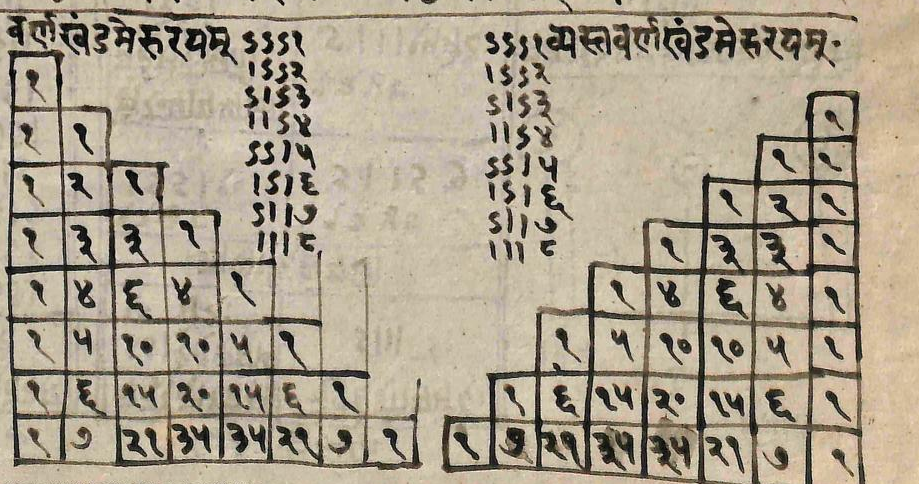 वर्णखंडमेरुरयम्
ऽऽऽ१
।ऽऽ२
ऽ।ऽ३
।।ऽ४
ऽऽ।५
।ऽ।६
ऽ।।७
।।।८
१
१ १
१ २ १
१ ३ ३ १
१ ४ ६ ४ १
१ ५ १० १० ५ १
१ ६ १५ २० १५ ६ १
१ ७ २१ ३५ ३५ २१ ७ १
ऽऽऽ१व्यस्तवर्णखंडमेरुरयम्
।ऽऽ२
ऽ।ऽ३
।।ऽ४
ऽऽ।५
।ऽ।६
ऽ।।७
।।। ८
१
१ १
१ २ १
१ ३ ३ १
१ ४ ६ ४ १
१ ५ १० १० ५ १
१ ६ १५ २० १५ ६ १
१ ७ २१ ३५ ३५ २१ ७ १